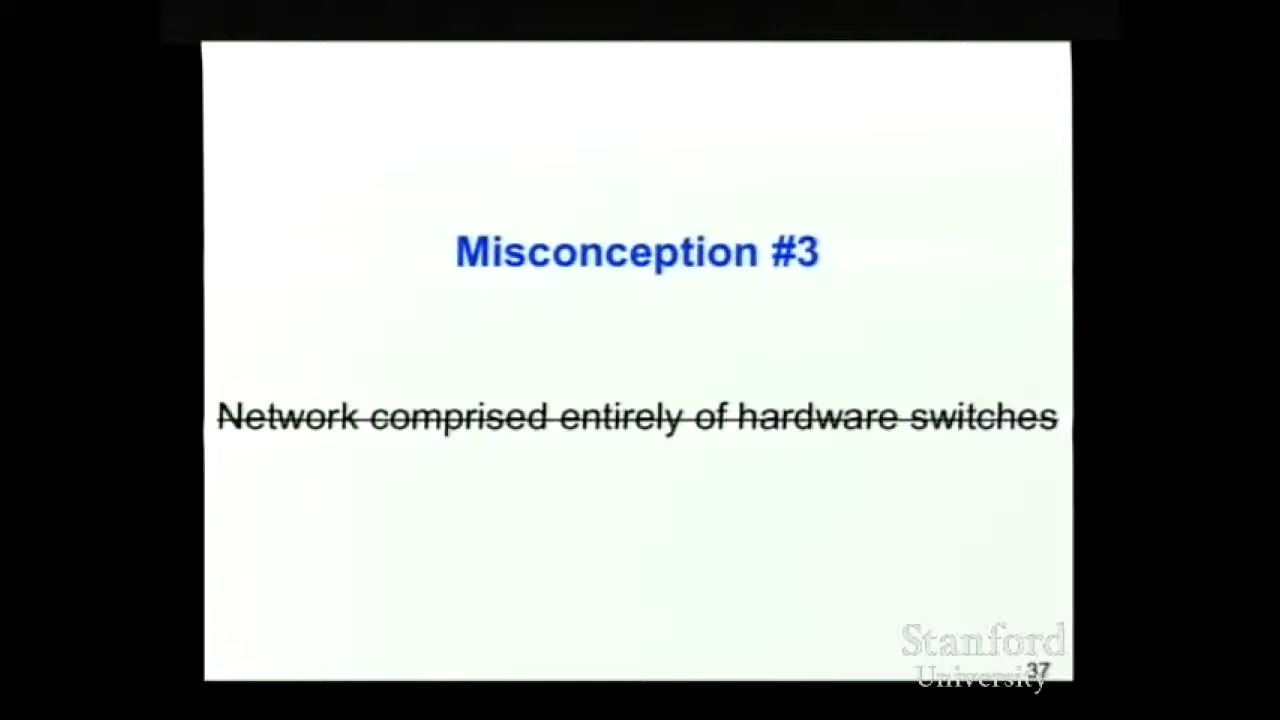 Misconception #3
Network comprised entirely of hardware switches
Stanford
University
37